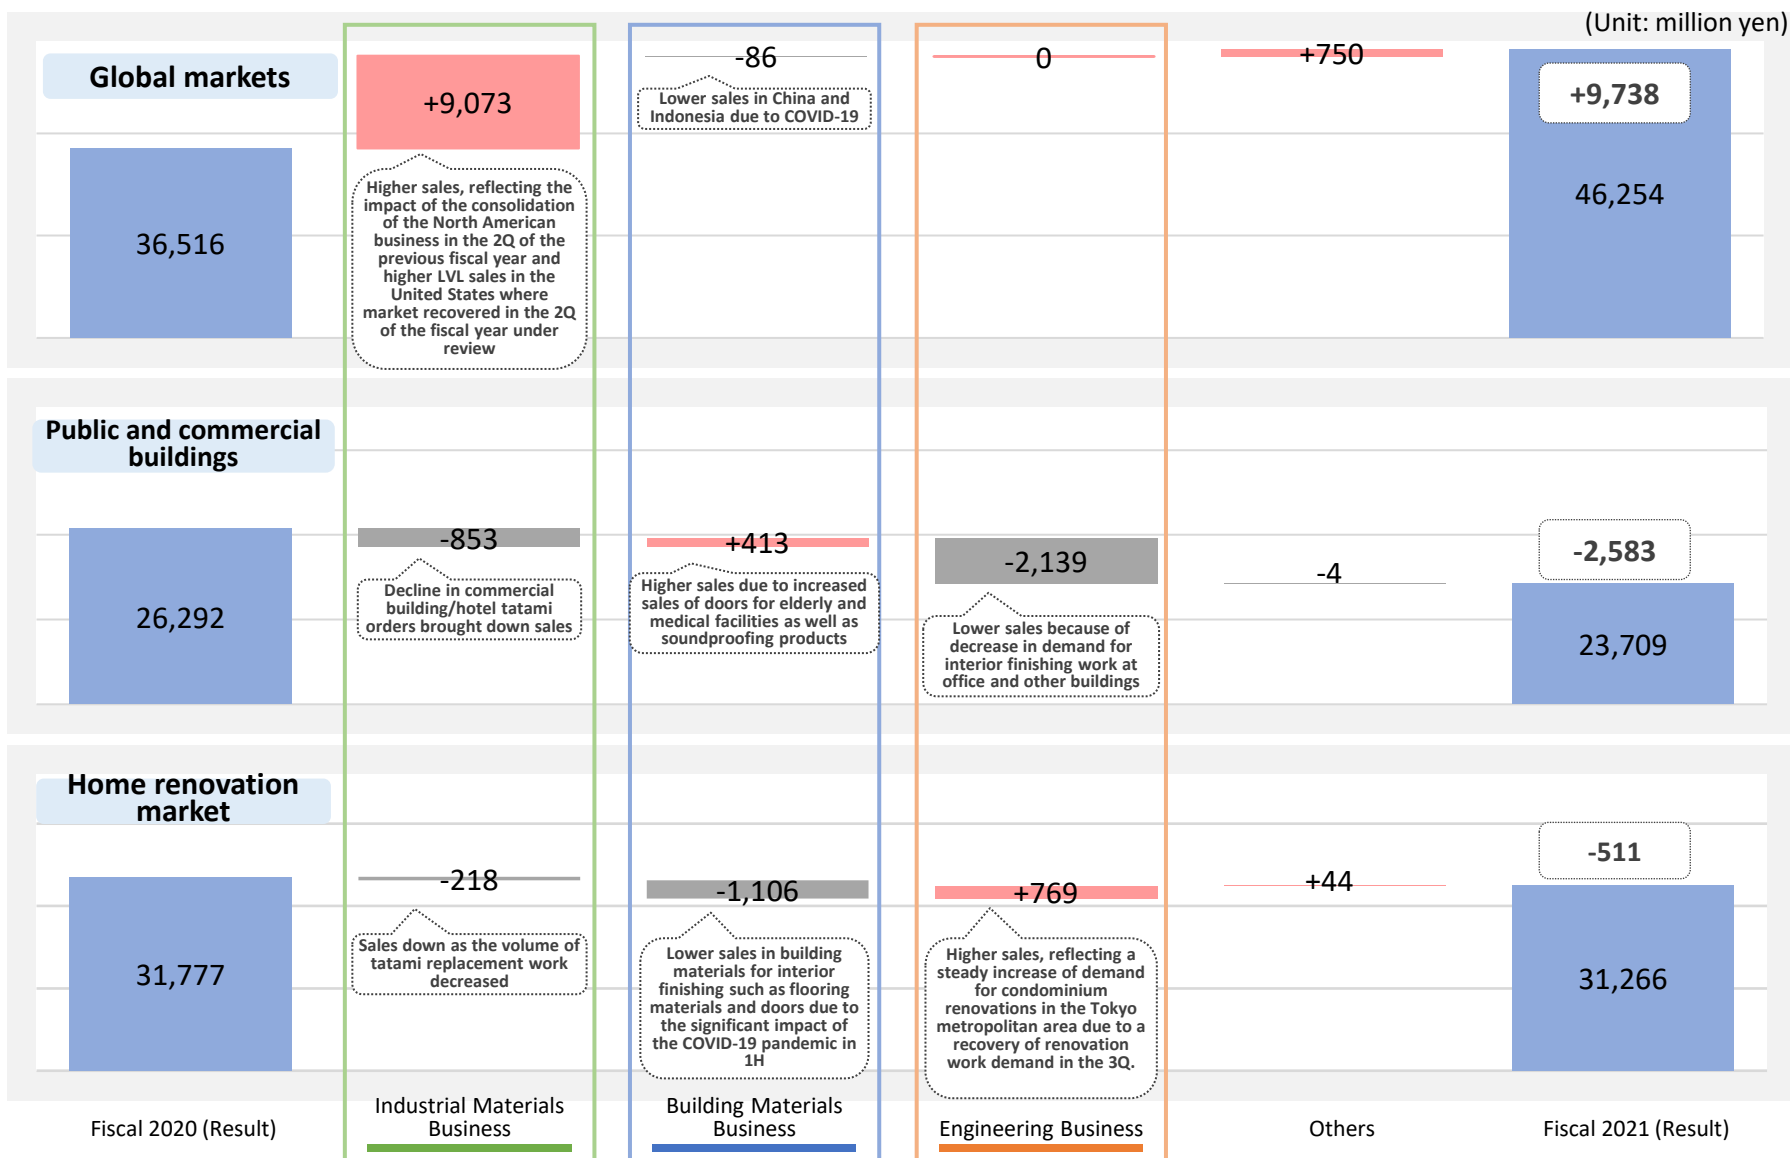 (Unit: million yen)
Global markets
36,516
+9,073
Higher sales, reflecting the
impact of the consolidation
of the North American
business in the 2Q of the
previous fiscal year and
higher LVL sales in the
United States where
market recovered in the 2Q
of the fiscal year under
review
-86
Lower sales in China and
Indonesia due to COVID-19
0
+750
+9,738
46,254
Public and commercial
buildings
26,292
-853
Decline in commercial
building/hotel tatami
orders brought down sales
+413
Higher sales due to increased
sales of doors for elderly and
medical facilities as well as
soundproofing products
-2,139
Lower sales because of
decrease in demand for
interior finishing work at
office and other buildings
-4
-2,583
23,709
Home renovation
market
31,777
-218
Sales down as the volume of
tatami replacement work
decreased
-1,106
Lower sales in building
materials for interior
finishing such as flooring
materials and doors due to
the significant impact of
the COVID-19 pandemic in
1H
+769
Higher sales, reflecting a
steady increase of demand
for condominium
renovations in the Tokyo
metropolitan area due to a
recovery of renovation
work demand in the 3Q.
+44
-511
31,266
Fiscal 2020 (Result)
Industrial Materials
Business
Building Materials
Business
Engineering Business
Others
Fiscal 2021 (Result)